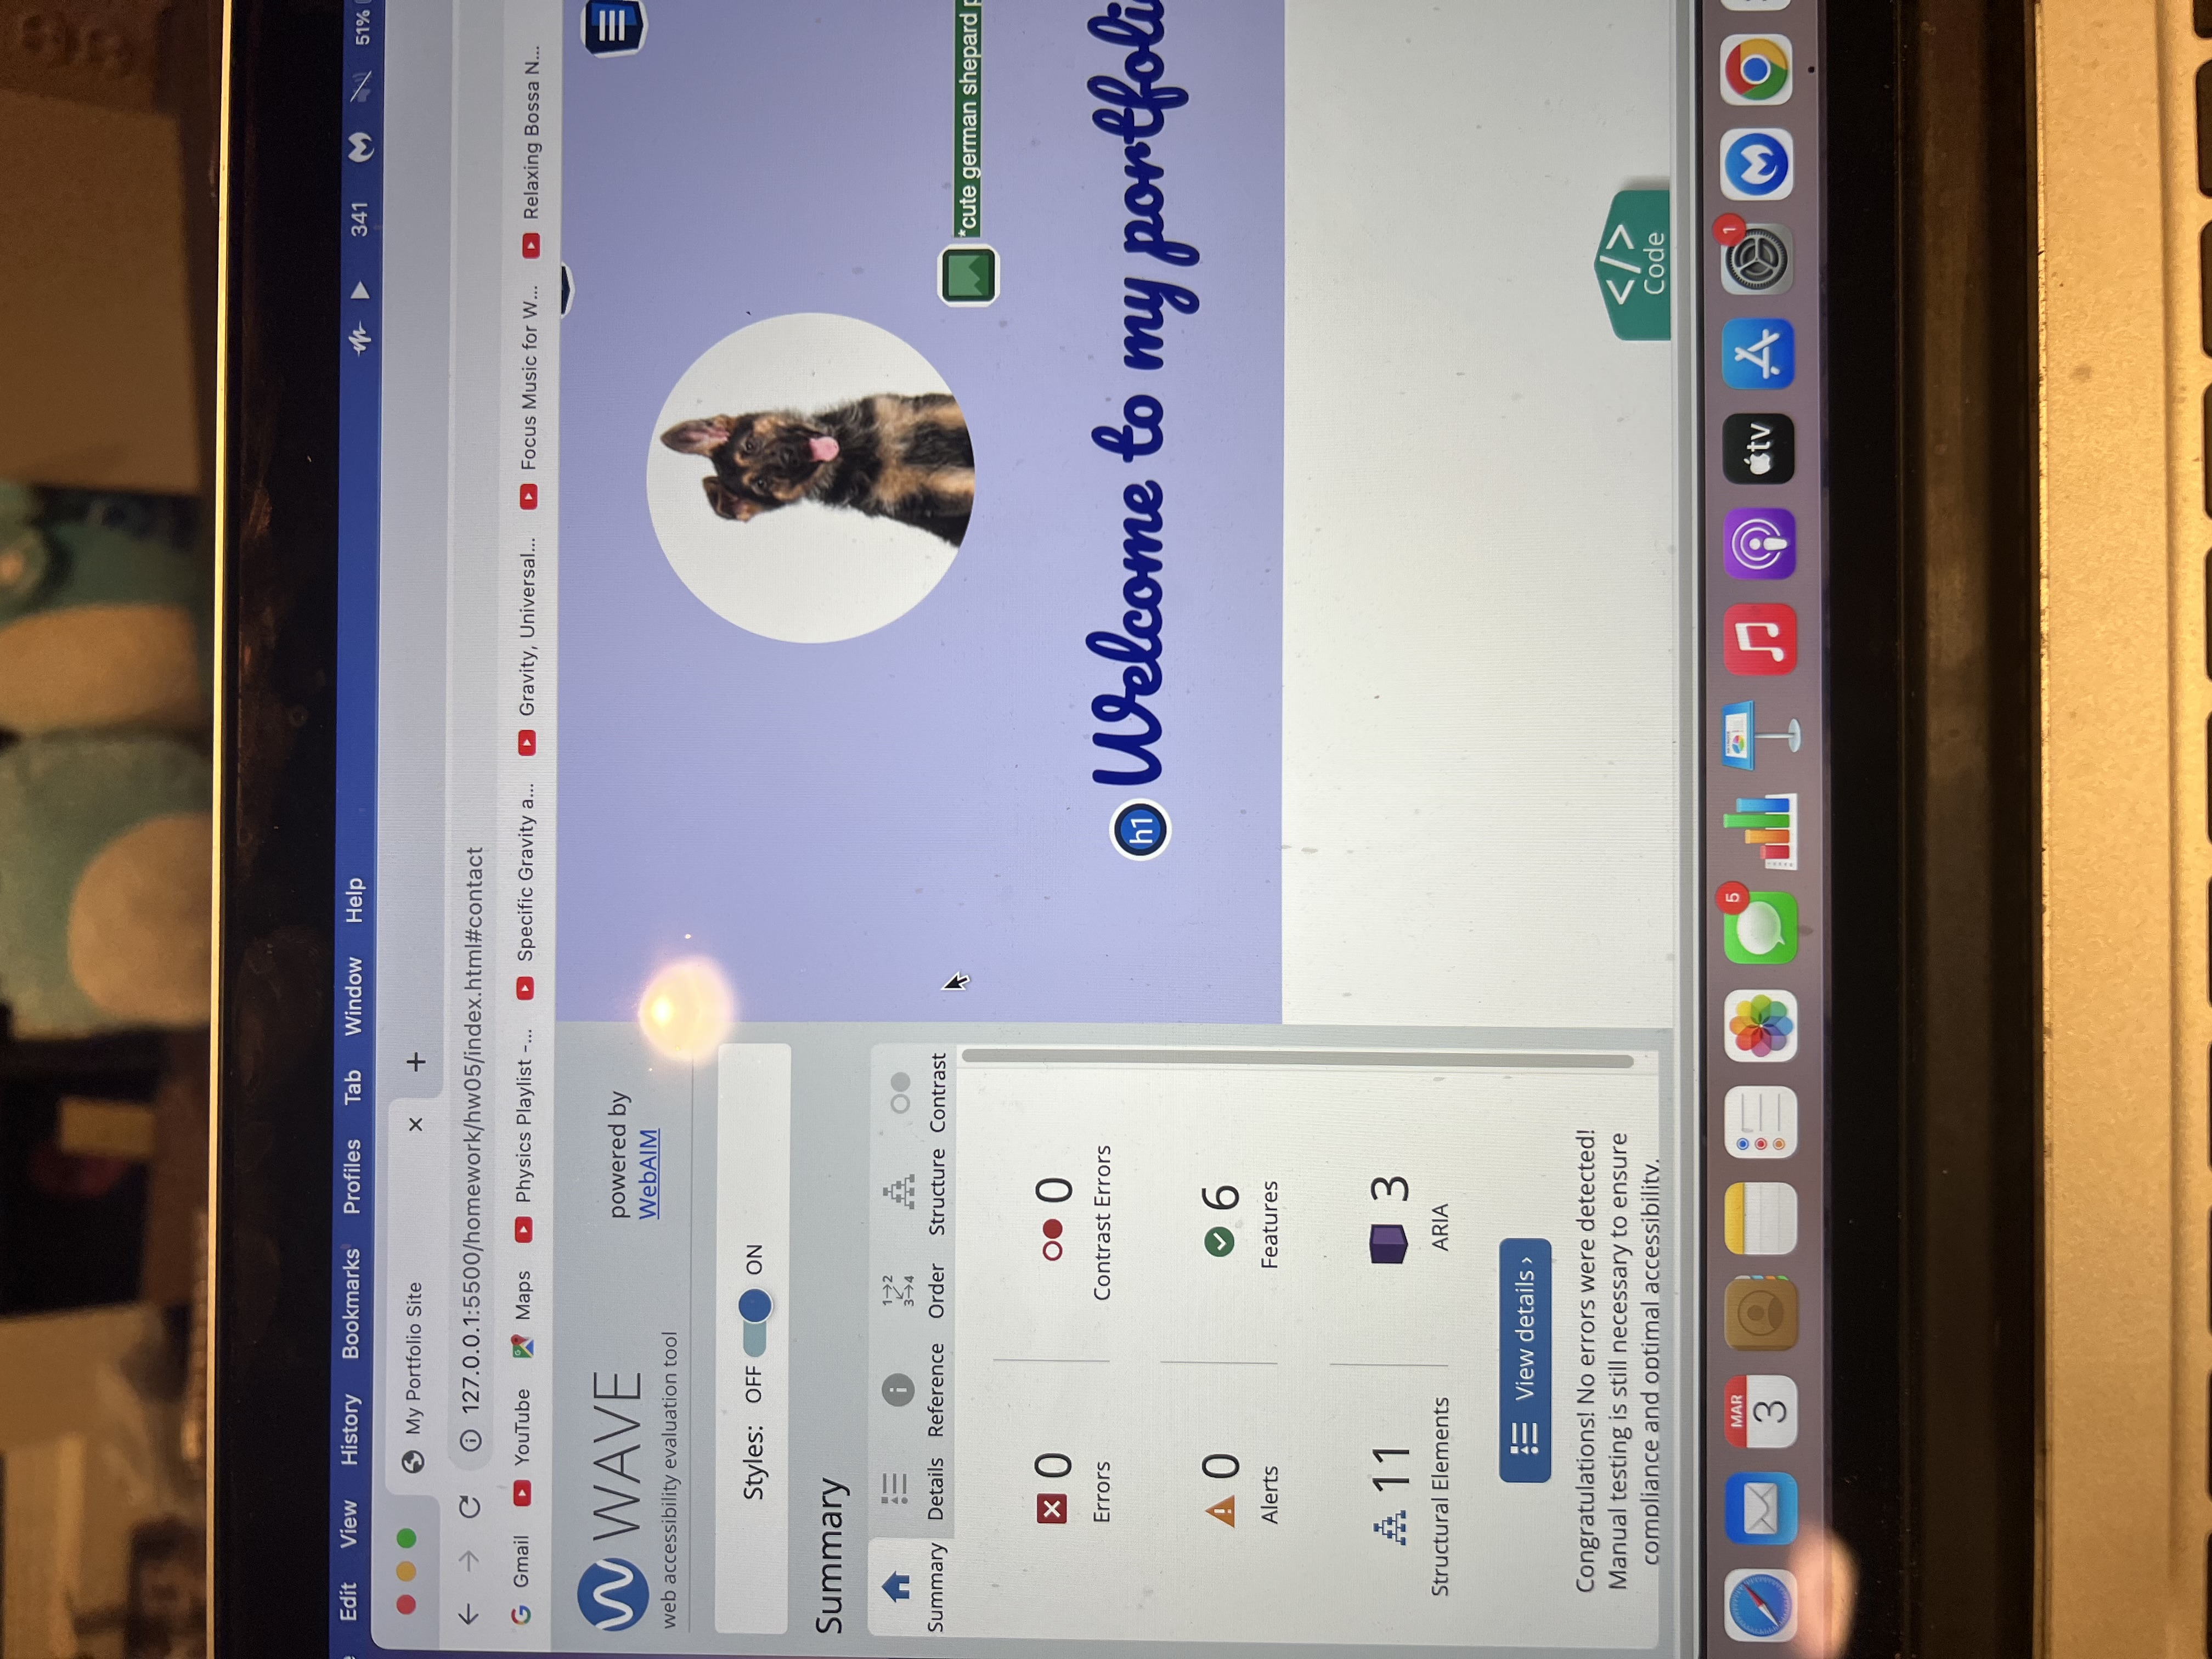 Edit View History Bookmarks Profiles Tab Window Help 341 51%
My Portfolio Site
127.0.0.1:5500/homework/hw05/index.html#contact
Gmail YouTube Maps Physics Playlist -... Specific Gravity a... Gravity, Universal... Focus Music for W... Relaxing Bossa N...
WAVE
web accessibility evaluation tool
powered by
WebAIM
Styles: OFF ON
Summary
Summary Details Reference Order Structure Contrast
1→2
3→4
0
Errors
0
Contrast Errors
0
Alerts
6
Features
11
Structural Elements
3
ARIA
View details ›
Congratulations! No errors were detected!
Manual testing is still necessary to ensure
compliance and optimal accessibility.
*cute german shepard p
h1 Welcome to my portfoli
</>
Code
MAR
3
5
tv
1